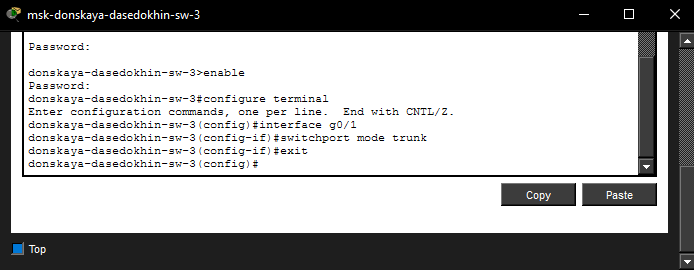 msk-donskaya-dasedokhin-sw-3
Password:
donskaya-dasedokhin-sw-3>enable
Password:
donskaya-dasedokhin-sw-3#configure terminal
Enter configuration commands, one per line.  End with CNTL/Z.
donskaya-dasedokhin-sw-3(config)#interface g0/1
donskaya-dasedokhin-sw-3(config-if)#switchport mode trunk
donskaya-dasedokhin-sw-3(config-if)#exit
donskaya-dasedokhin-sw-3(config)#
Copy Paste
Top